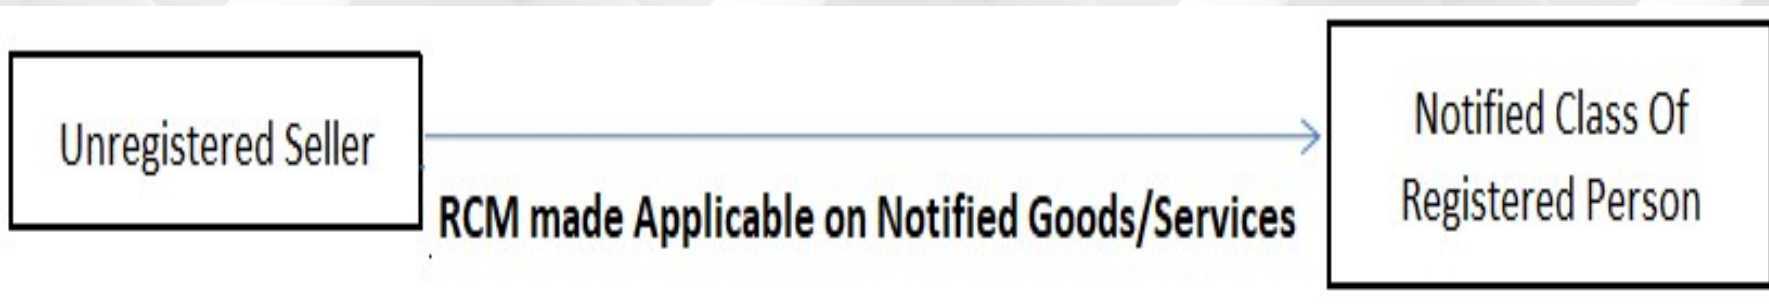 Unregistered Seller
RCM made Applicable on Notified Goods/Services
Notified Class Of
Registered Person